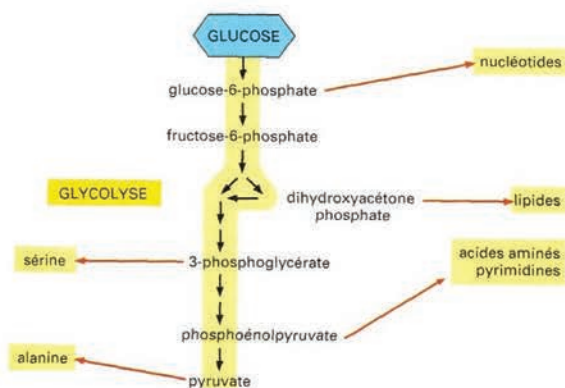 GLUCOSE
nucléotides
glucose-6-phosphate
fructose-6-phosphate
GLYCOLYSE
dihydroxyacétone
phosphate
lipides
sérine
3-phosphoglycérate
acides aminés
pyrimidines
phosphoénolpyruvate
alanine
pyruvate